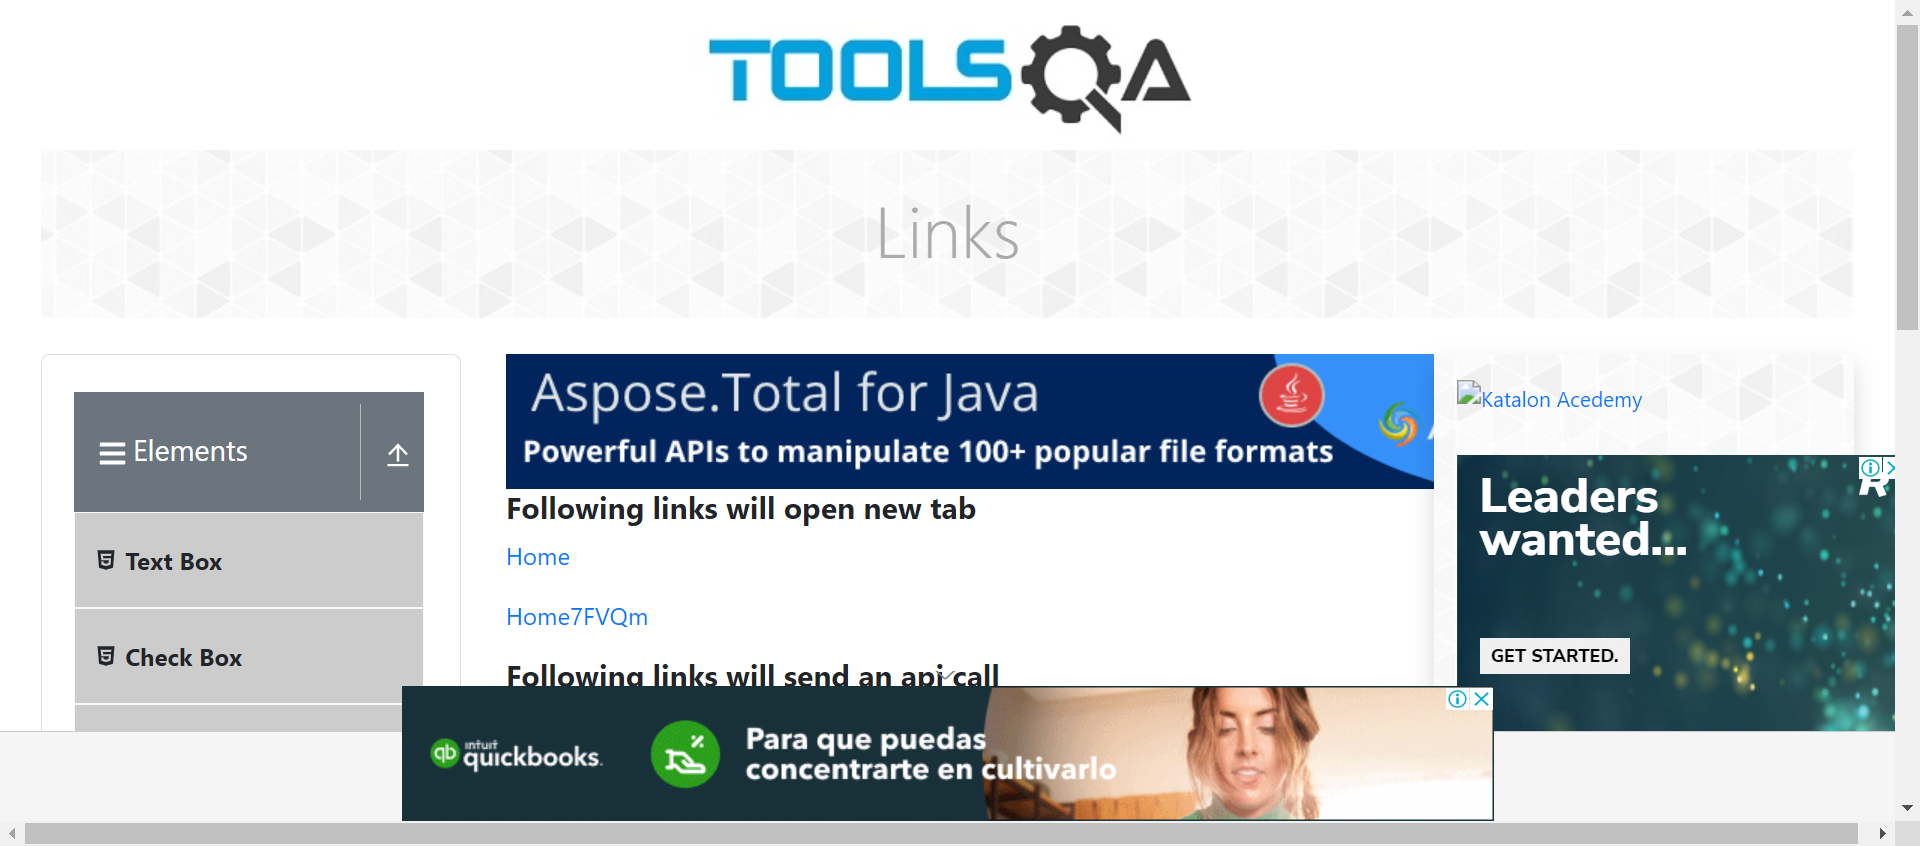 TOOLSQA
Links
Elements
Text Box
Check Box
Aspose.Total for Java
Powerful APIs to manipulate 100+ popular file formats
Following links will open new tab
Home
Home7FVQm
Following links will send an api call
Katalon Acedemy
Leaders
wanted...
GET STARTED.
intuit
quickbooks.
Para que puedas
concentrarte en cultivarlo